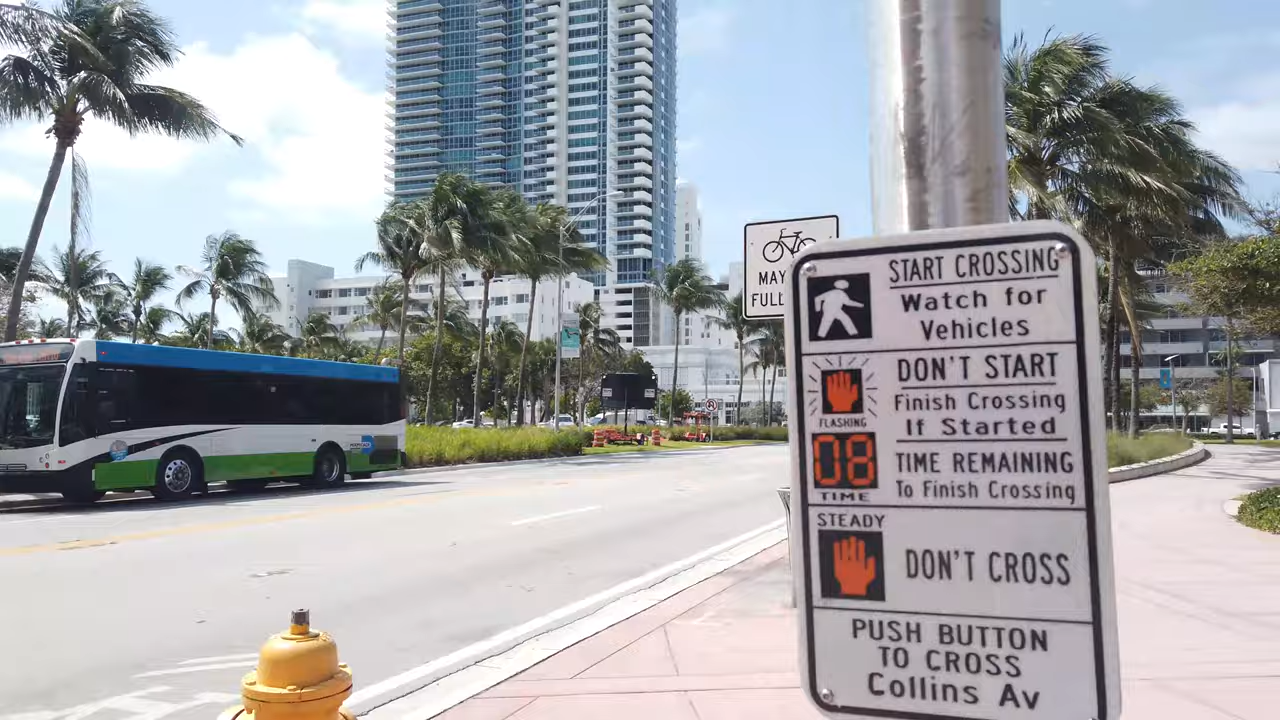 MAY
FULL
START CROSSING
Watch for
Vehicles
FLASHING
DON'T START
Finish Crossing
If Started
08
TIME
TIME REMAINING
To Finish Crossing
STEADY
DON'T CROSS
PUSH BUTTON
TO CROSS
Collins Av